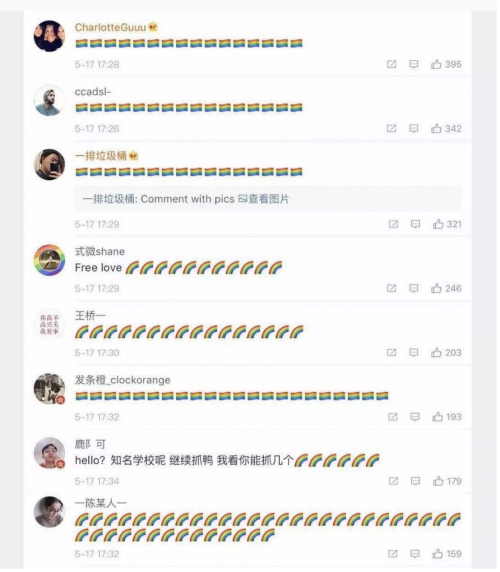 CharlotteGuuu
5-17 17:28 395
ccadsl-
5-17 17:26 342
一排垃圾桶
一排垃圾桶: Comment with pics 查看图片
5-17 17:29 321
式微shane
Free love
5-17 17:29 246
王桥一
5-17 17:30 203
发条橙_clockorange
5-17 17:32 193
鹿阝可
hello? 知名学校呢 继续抓鸭 我看你能抓几个
5-17 17:34 179
一陈某人一
5-17 17:32 159